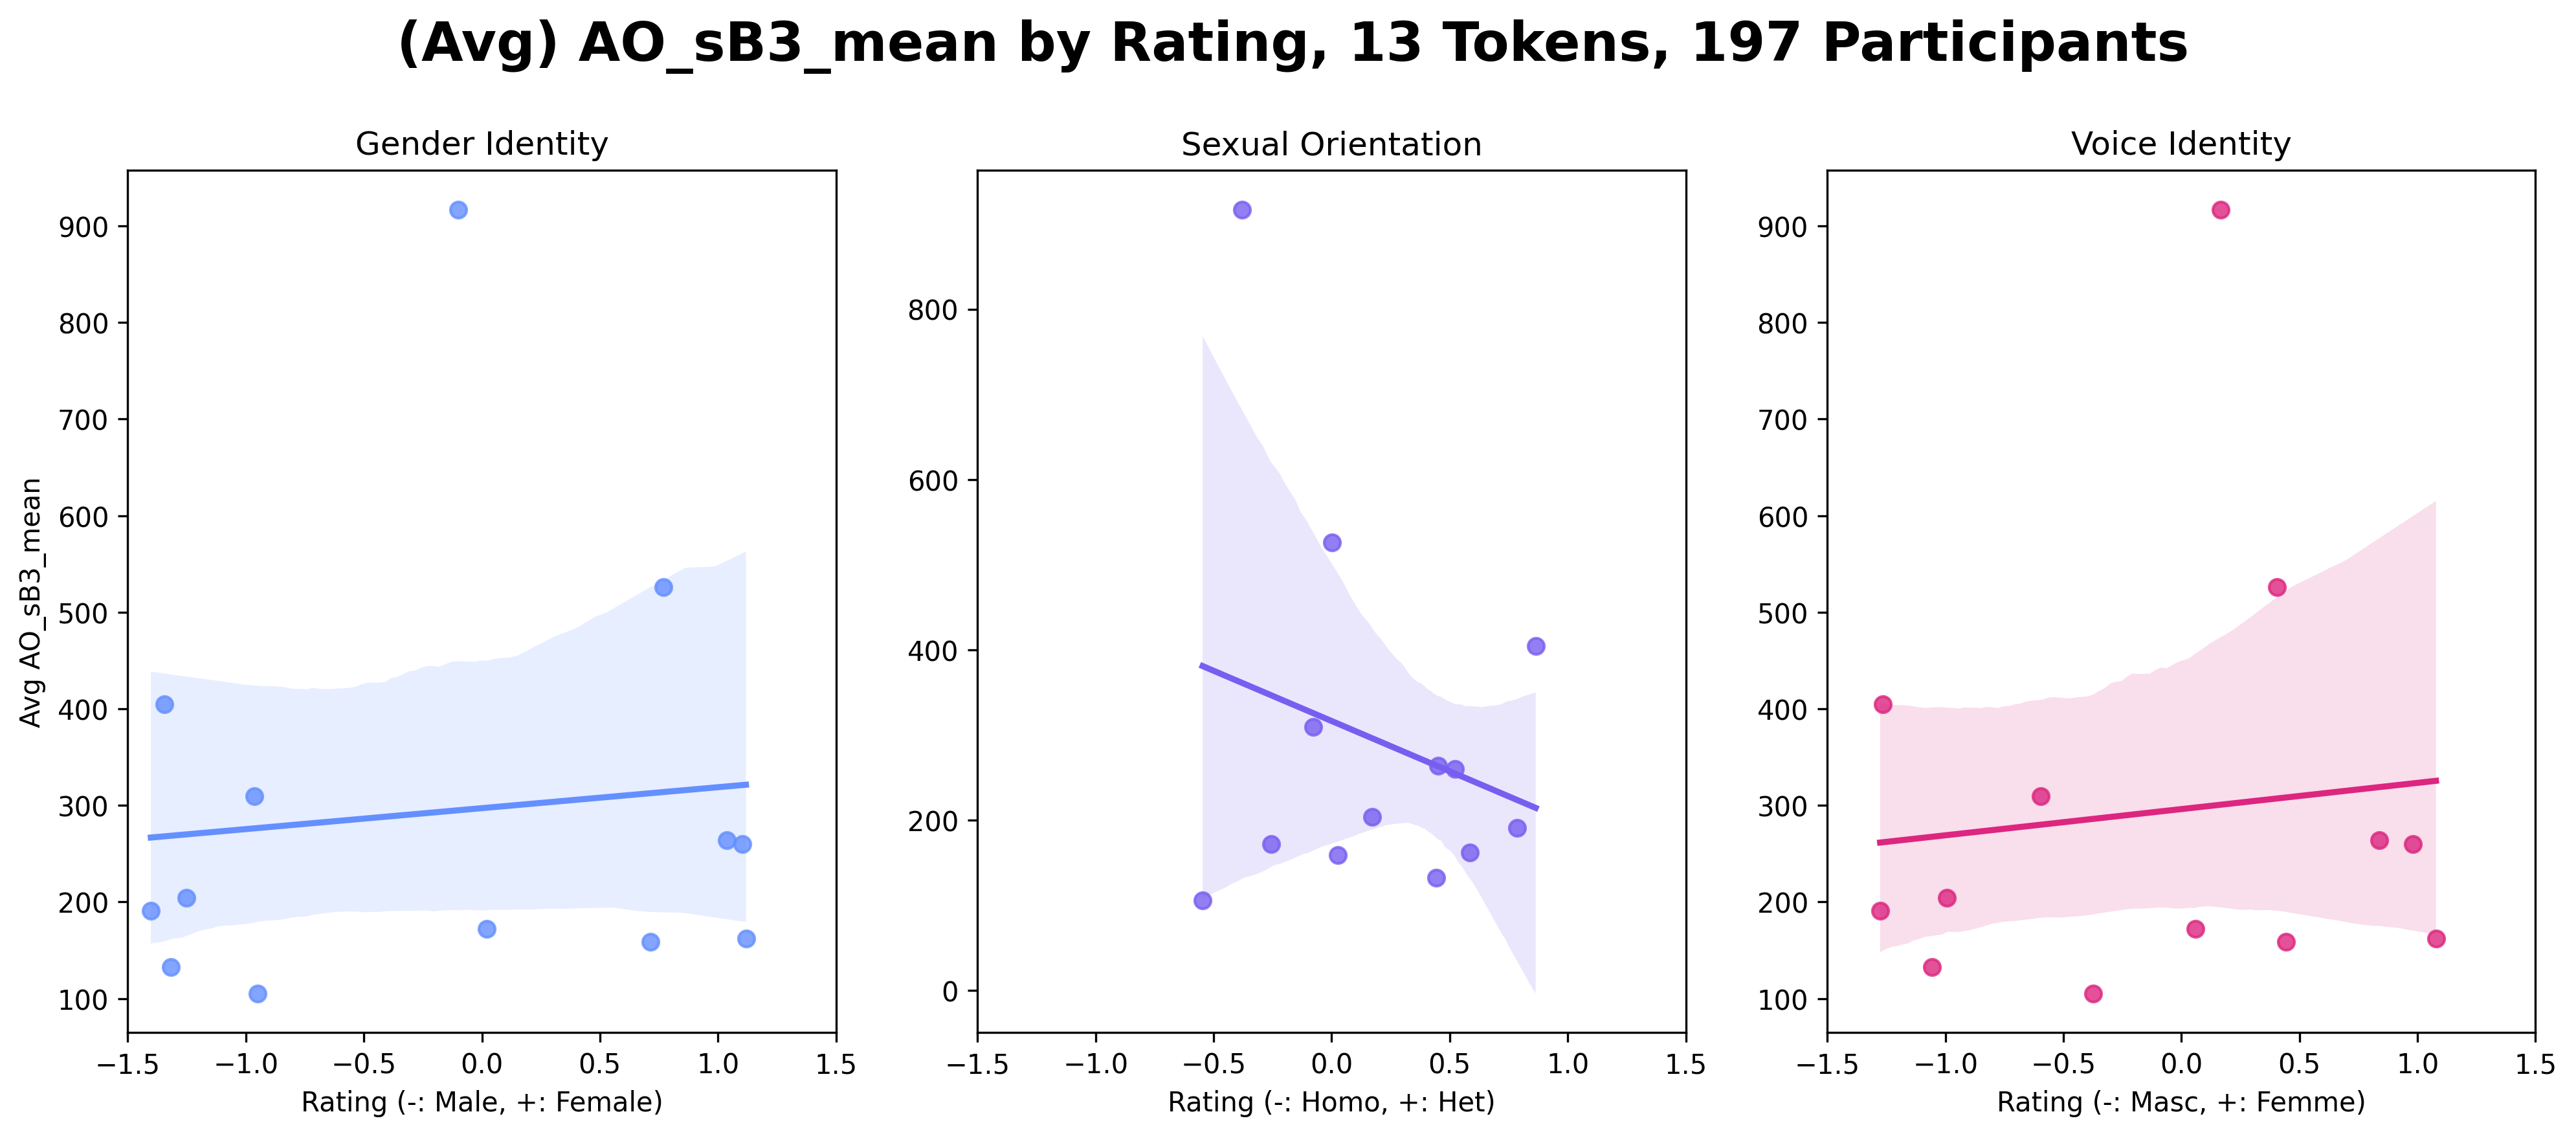 (Avg) AO_sB3_mean by Rating, 13 Tokens, 197 Participants
Gender Identity
Avg AO_sB3_mean
900
800
700
600
500
400
300
200
100
−1.5 −1.0 −0.5 0.0 0.5 1.0 1.5
Rating (-: Male, +: Female)
Sexual Orientation
800
600
400
200
0
−1.5 −1.0 −0.5 0.0 0.5 1.0 1.5
Rating (-: Homo, +: Het)
Voice Identity
900
800
700
600
500
400
300
200
100
−1.5 −1.0 −0.5 0.0 0.5 1.0 1.5
Rating (-: Masc, +: Femme)